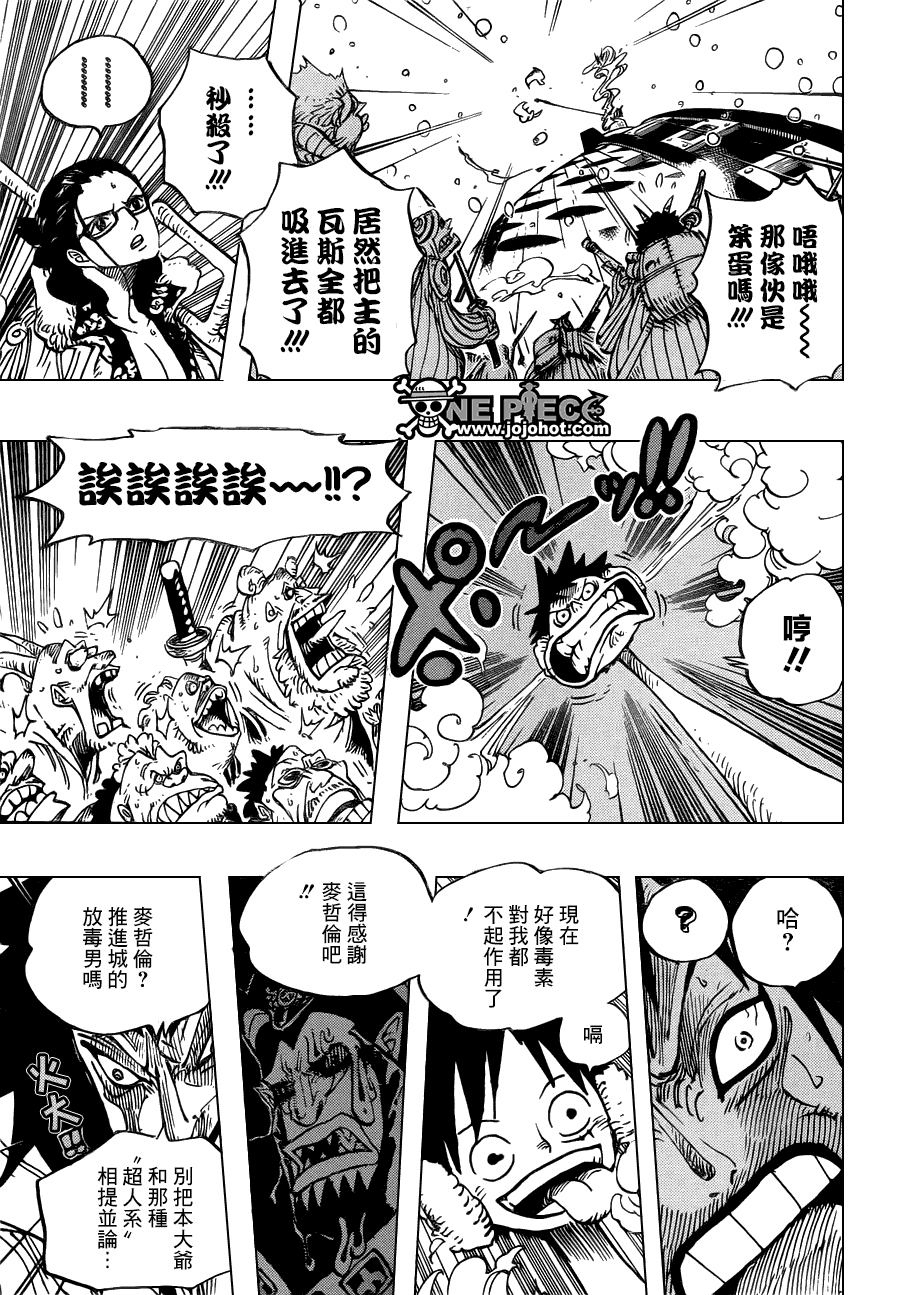 唔哦哦~~
那傢伙是
笨蛋嗎!!!
居然把主的
瓦斯全都
吸進去了!!!
……
秒殺了!!!
………
………
ONE PIECE
www.jojohot.com
哼!!
メ゛〜〜ッ!!
誒誒誒誒~~!!?
哈?
?
現在
好像毒素
對我都
不起作用了
!
嗝
這得感謝
麥哲倫吧
!!
麥哲倫?
推進城的
放毒男嗎
火大!!
別把本大爺
和那種
〝超人系〞
相提並論…